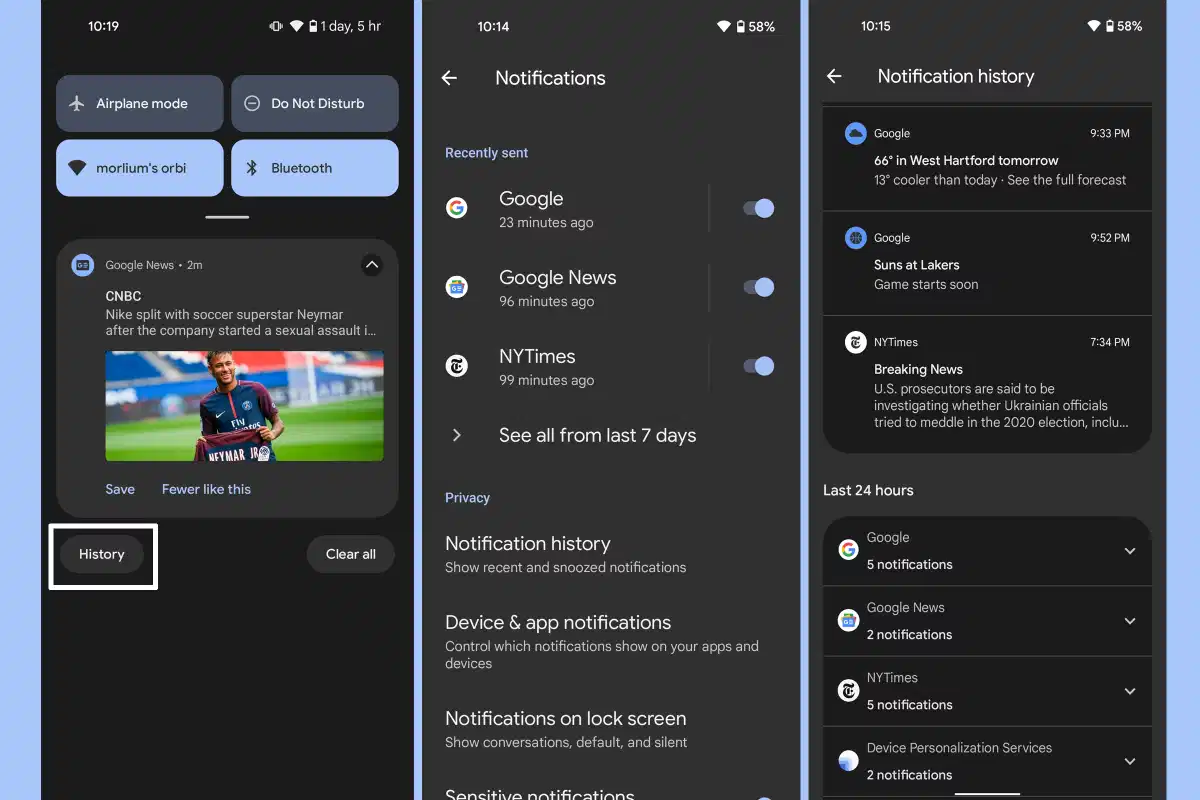 10:19
1 day, 5 hr
Airplane mode
Do Not Disturb
morlium's orbi
Bluetooth
Google News • 2m
CNBC
Nike split with soccer superstar Neymar
after the company started a sexual assault i...
NEYMAR JR
Save
Fewer like this
History
Clear all
10:14
58%
Notifications
Recently sent
Google
23 minutes ago
Google News
96 minutes ago
NYTimes
99 minutes ago
See all from last 7 days
Privacy
Notification history
Show recent and snoozed notifications
Device & app notifications
Control which notifications show on your apps and
devices
Notifications on lock screen
Show conversations, default, and silent
Sensitive notifications
10:15
58%
Notification history
Google
9:33 PM
66° in West Hartford tomorrow
13° cooler than today · See the full forecast
Google
9:52 PM
Suns at Lakers
Game starts soon
NYTimes
7:34 PM
Breaking News
U.S. prosecutors are said to be
investigating whether Ukrainian officials
tried to meddle in the 2020 election, inclu...
Last 24 hours
Google
5 notifications
Google News
2 notifications
NYTimes
5 notifications
Device Personalization Services
2 notifications